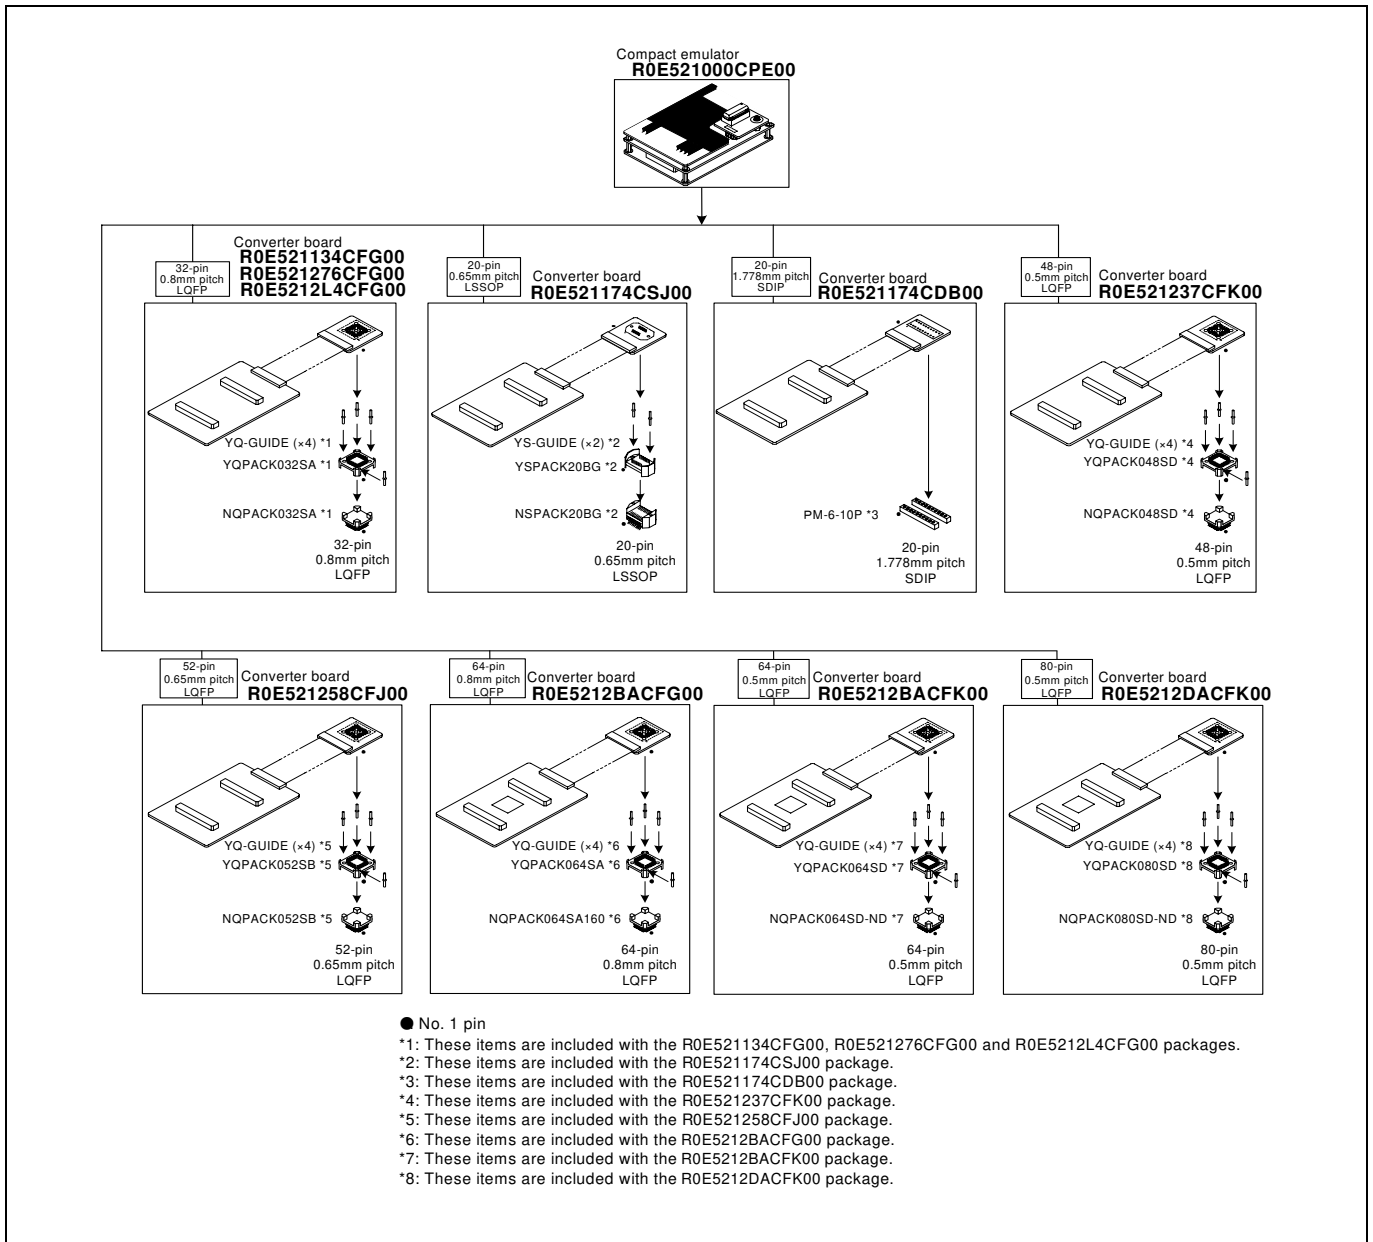 Compact emulator
R0E521000CPE00
32-pin
0.8mm pitch
LQFP
Converter board
R0E521134CFG00
R0E521276CFG00
R0E5212L4CFG00
YQ-GUIDE (×4) *1
YQPACK032SA *1
NQPACK032SA *1
32-pin
0.8mm pitch
LQFP
20-pin
0.65mm pitch
LSSOP
Converter board
R0E521174CSJ00
YS-GUIDE (×2) *2
YSPACK20BG *2
NSPACK20BG *2
20-pin
0.65mm pitch
LSSOP
20-pin
1.778mm pitch
SDIP
Converter board
R0E521174CDB00
PM-6-10P *3
20-pin
1.778mm pitch
SDIP
48-pin
0.5mm pitch
LQFP
Converter board
R0E521237CFK00
YQ-GUIDE (×4) *4
YQPACK048SD *4
NQPACK048SD *4
48-pin
0.5mm pitch
LQFP
52-pin
0.65mm pitch
LQFP
Converter board
R0E521258CFJ00
YQ-GUIDE (×4) *5
YQPACK052SB *5
NQPACK052SB *5
52-pin
0.65mm pitch
LQFP
64-pin
0.8mm pitch
LQFP
Converter board
R0E5212BACFG00
YQ-GUIDE (×4) *6
YQPACK064SA *6
NQPACK064SA160 *6
64-pin
0.8mm pitch
LQFP
64-pin
0.5mm pitch
LQFP
Converter board
R0E5212BACFK00
YQ-GUIDE (×4) *7
YQPACK064SD *7
NQPACK064SD-ND *7
64-pin
0.5mm pitch
LQFP
80-pin
0.5mm pitch
LQFP
Converter board
R0E5212DACFK00
YQ-GUIDE (×4) *8
YQPACK080SD *8
NQPACK080SD-ND *8
80-pin
0.5mm pitch
LQFP
● No. 1 pin
*1: These items are included with the R0E521134CFG00, R0E521276CFG00 and R0E5212L4CFG00 packages.
*2: These items are included with the R0E521174CSJ00 package.
*3: These items are included with the R0E521174CDB00 package.
*4: These items are included with the R0E521237CFK00 package.
*5: These items are included with the R0E521258CFJ00 package.
*6: These items are included with the R0E5212BACFG00 package.
*7: These items are included with the R0E5212BACFK00 package.
*8: These items are included with the R0E5212DACFK00 package.